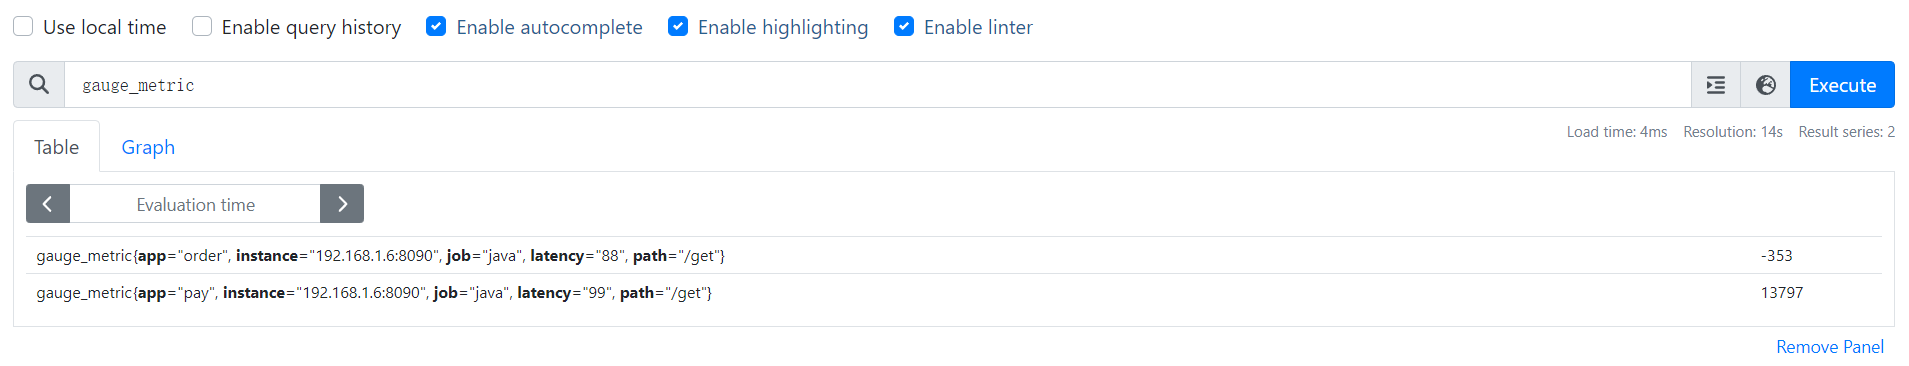 Use local time Enable query history Enable autocomplete Enable highlighting Enable linter
gauge_metric Execute
Table Graph Load time: 4ms Resolution: 14s Result series: 2
Evaluation time
gauge_metric{app="order", instance="192.168.1.6:8090", job="java", latency="88", path="/get"} -353
gauge_metric{app="pay", instance="192.168.1.6:8090", job="java", latency="99", path="/get"} 13797
Remove Panel